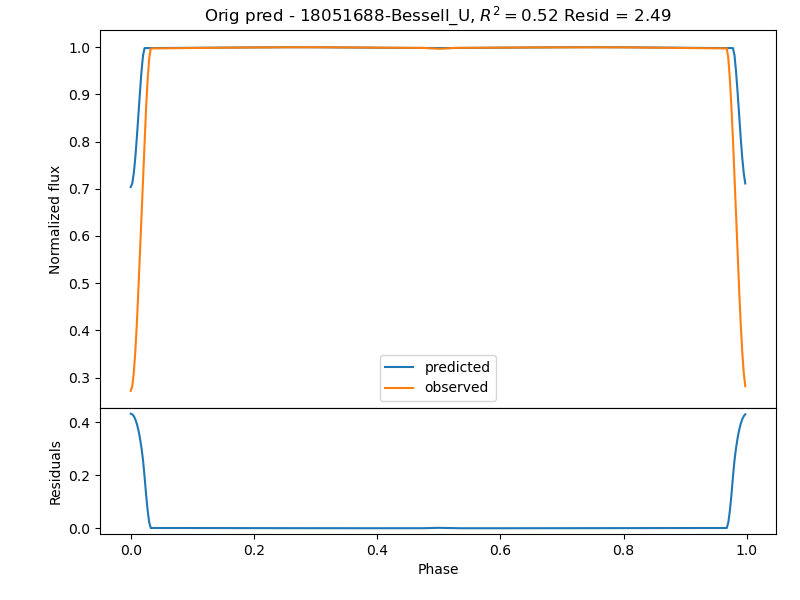 Orig pred - 18051688-Bessell_U, $R^2 = 0.52$ Resid = 2.49
1.0
0.9
0.8
0.7
0.6
0.5
0.4
0.3
Normalized flux
predicted
observed
0.4
0.2
0.0
Residuals
0.0 0.2 0.4 0.6 0.8 1.0
Phase